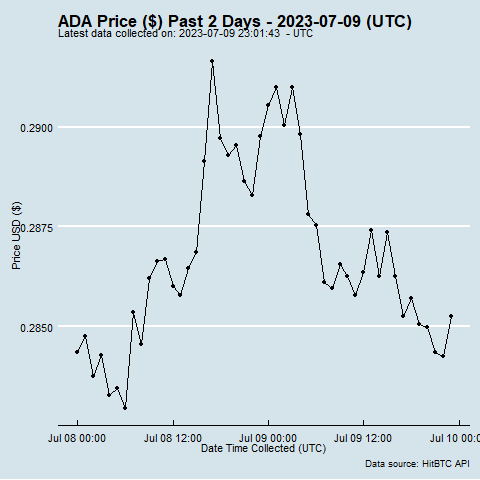 ADA Price ($) Past 2 Days - 2023-07-09 (UTC)
Latest data collected on: 2023-07-09 23:01:43 - UTC
0.2900
0.2875
0.2850
Price USD ($)
Jul 08 00:00 Jul 08 12:00 Jul 09 00:00 Jul 09 12:00 Jul 10 0:00
Date Time Collected (UTC)
Data source: HitBTC API